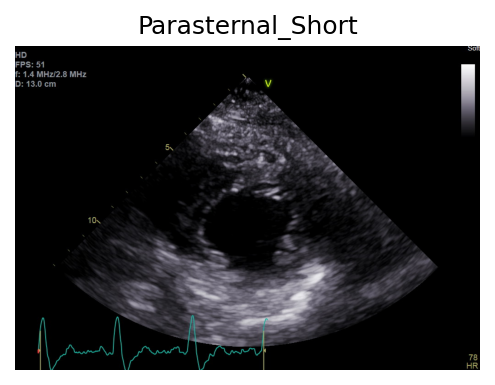 Parasternal_Short
HD
FPS: 51
f: 1.4 MHz/2.8 MHz
D: 13.0 cm
V
5
10
78
HR